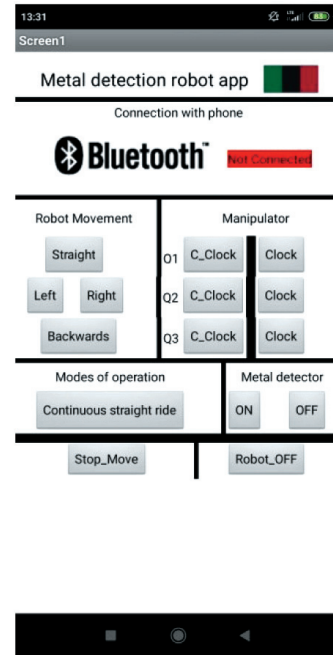 13:31
Screen1
Metal detection robot app
Connection with phone
Bluetooth™
Not Connected
Robot Movement
Straight
Left Right
Backwards
Manipulator
Q1 C_Clock Clock
Q2 C_Clock Clock
Q3 C_Clock Clock
Modes of operation
Continuous straight ride
Metal detector
ON OFF
Stop_Move
Robot_OFF